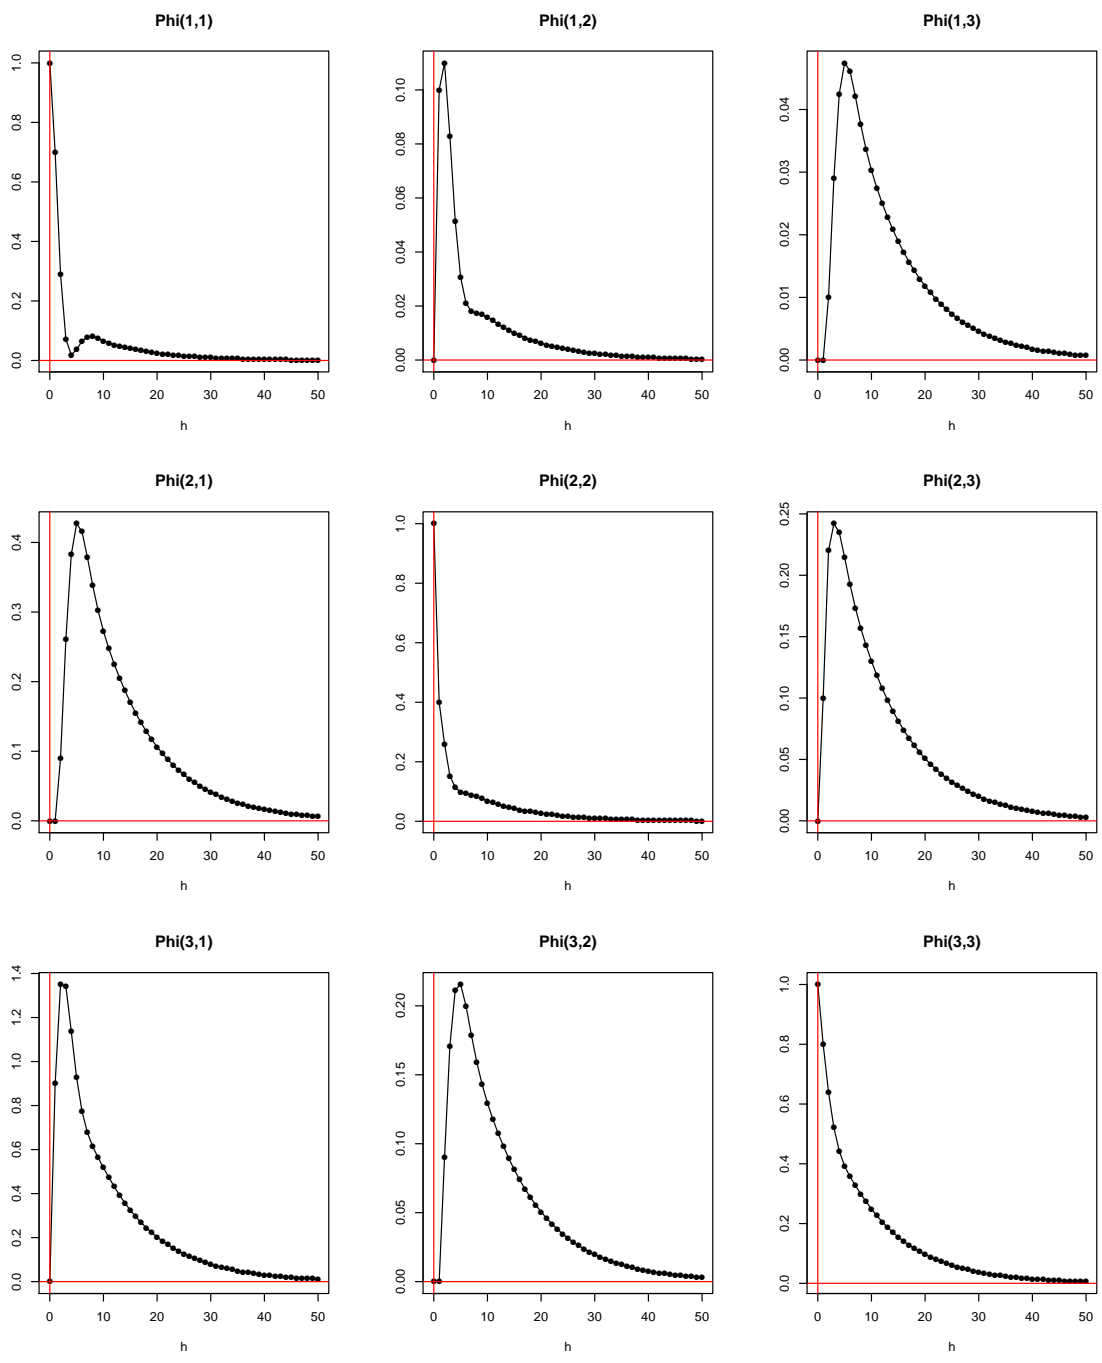 Phi(1,1) Phi(1,2) Phi(1,3)
1.0 0.8 0.6 0.4 0.2 0.0
0.10 0.08 0.06 0.04 0.02 0.00
0.04 0.03 0.02 0.01 0.00
0 10 20 30 40 50 0 10 20 30 40 50 0 10 20 30 40 50
h h h
Phi(2,1) Phi(2,2) Phi(2,3)
0.4 0.3 0.2 0.1 0.0
1.0 0.8 0.6 0.4 0.2 0.0
0.25 0.20 0.15 0.10 0.05 0.00
0 10 20 30 40 50 0 10 20 30 40 50 0 10 20 30 40 50
h h h
Phi(3,1) Phi(3,2) Phi(3,3)
1.4 1.2 1.0 0.8 0.6 0.4 0.2 0.0
0.20 0.15 0.10 0.05 0.00
1.0 0.8 0.6 0.4 0.2 0.0
0 10 20 30 40 50 0 10 20 30 40 50 0 10 20 30 40 50
h h h